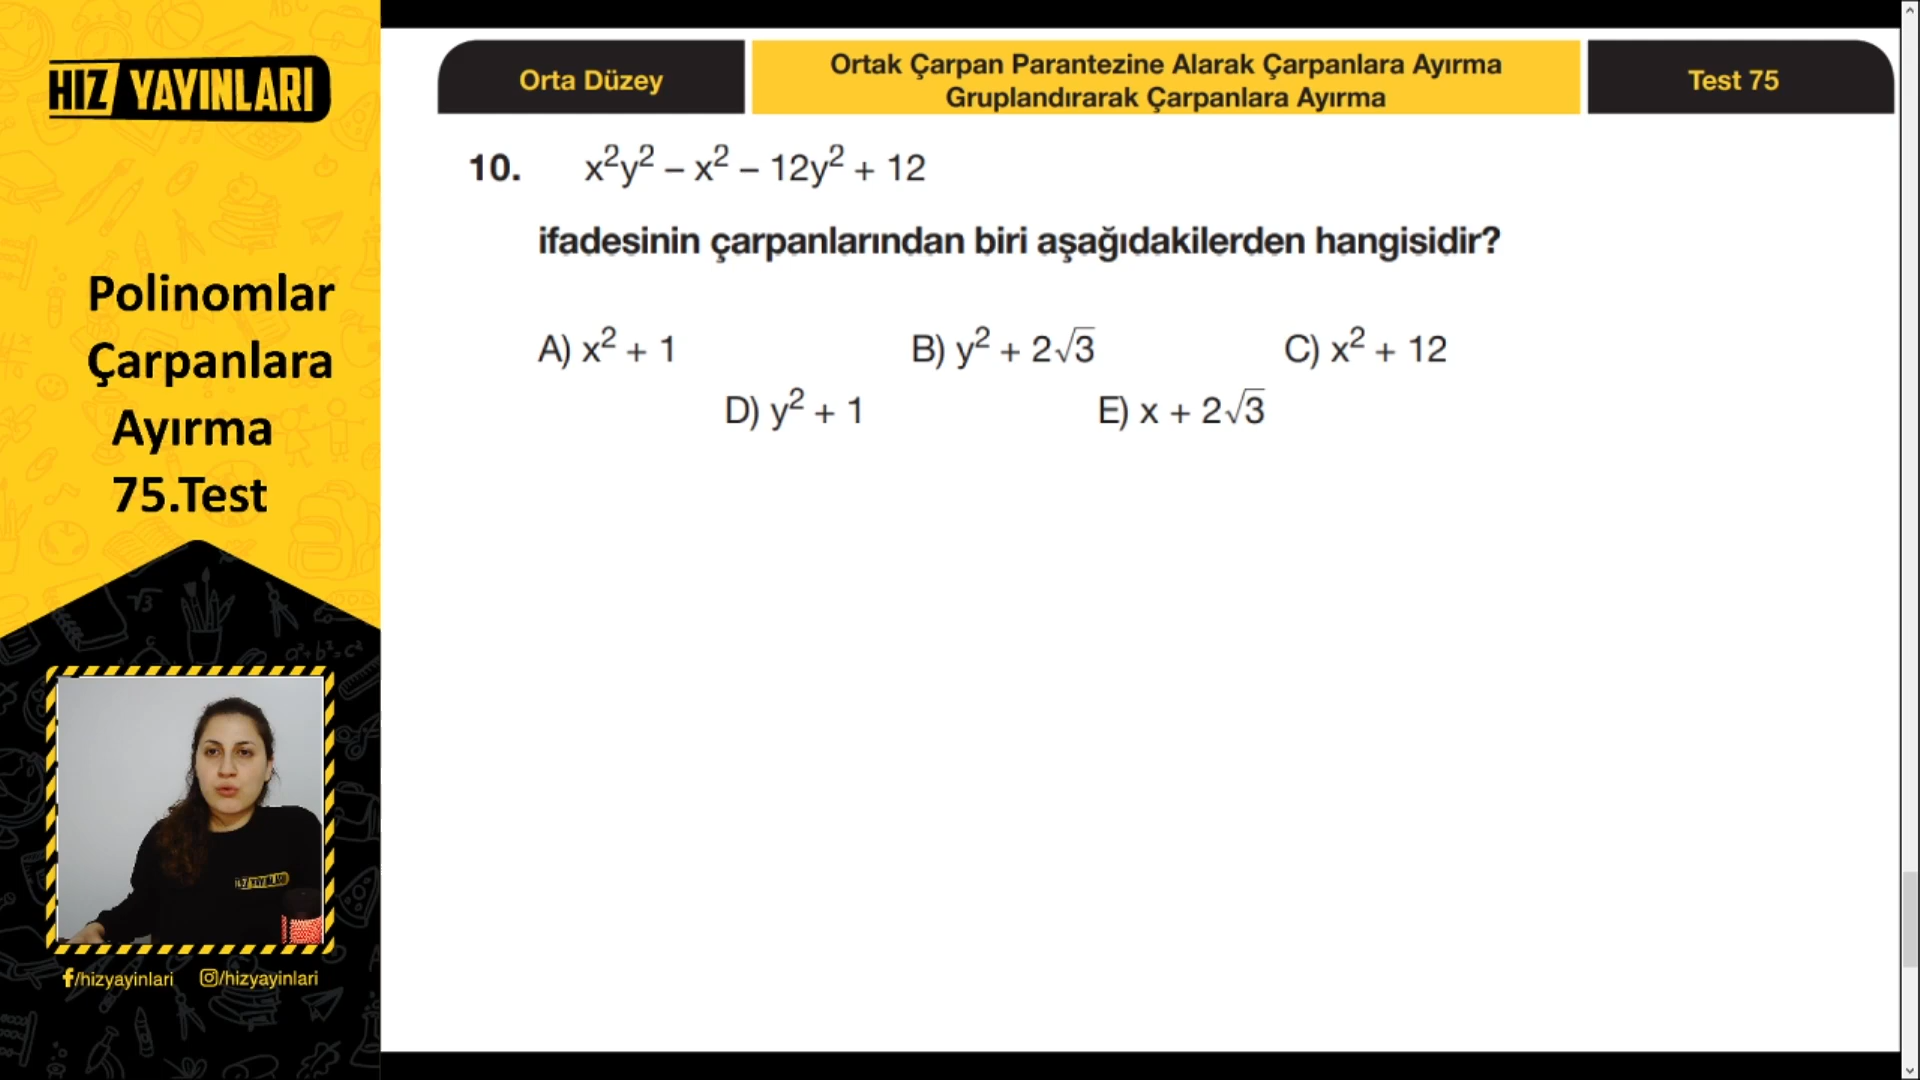 HIZ YAYINLARI
Polinomlar
Çarpanlara
Ayırma
75.Test
/hizyayinlari /hizyayinlari
Orta Düzey
Ortak Çarpan Parantezine Alarak Çarpanlara Ayırma
Gruplandırarak Çarpanlara Ayırma
Test 75
10. x²y² – x² – 12y² + 12
ifadesinin çarpanlarından biri aşağıdakilerden hangisidir?
A) x² + 1 B) y² + 2√3 C) x² + 12
D) y² + 1 E) x + 2√3